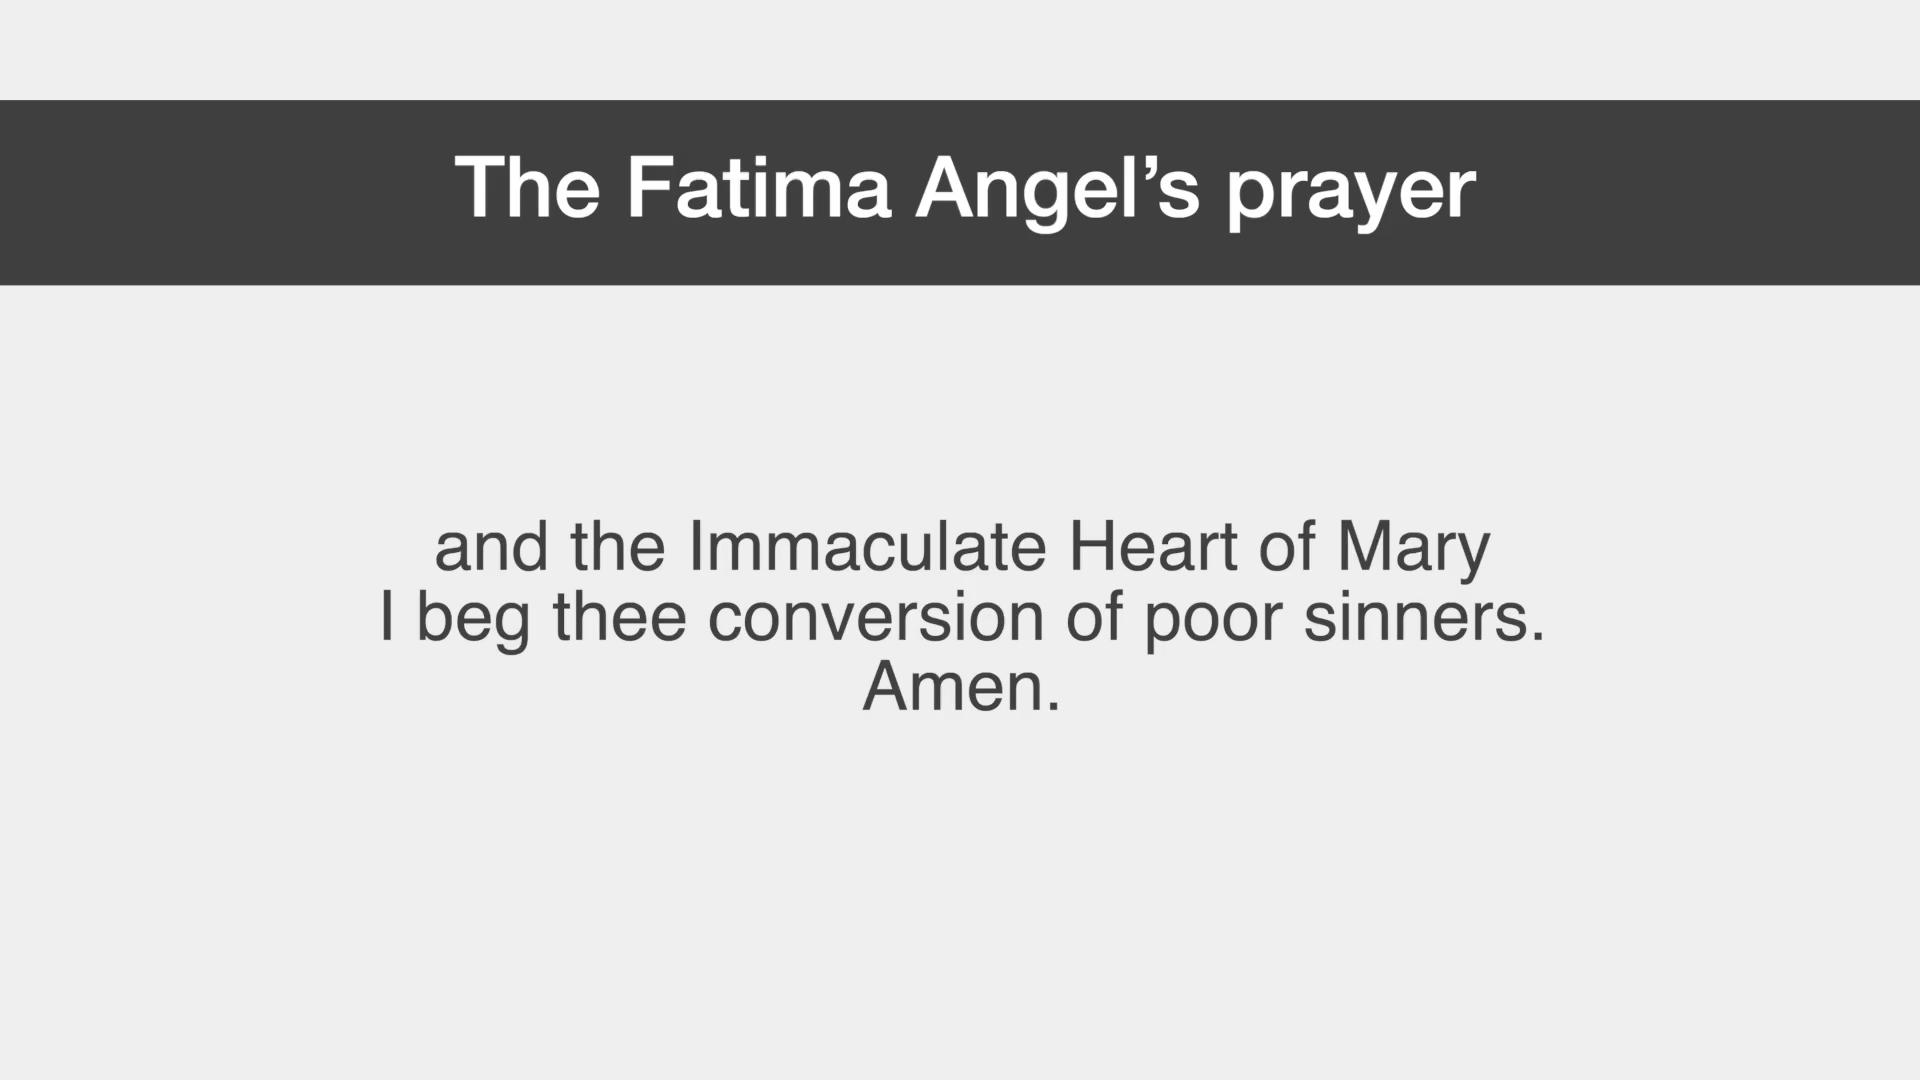 The Fatima Angel’s prayer
and the Immaculate Heart of Mary
I beg thee conversion of poor sinners.
Amen.